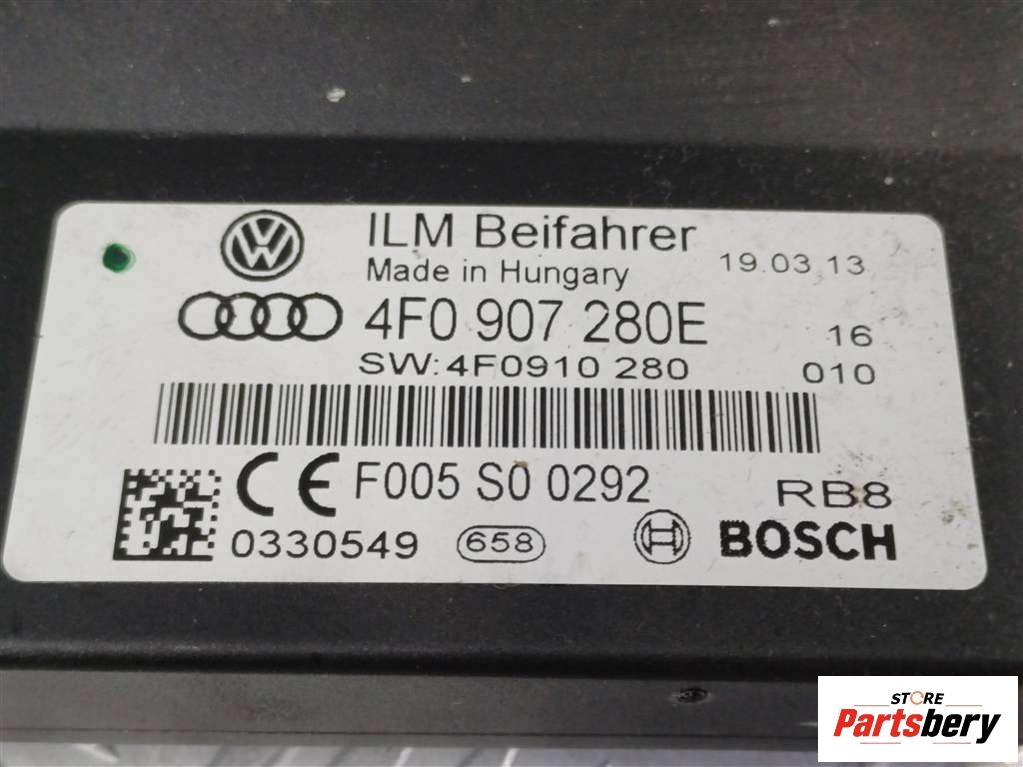 ILM Beifahrer
Made in Hungary
19.03.13
4F0 907 280E
16
SW:4F0910 280
010
F005 S0 0292
RB8
CE
0330549
658
BOSCH
STORE
Partsbery